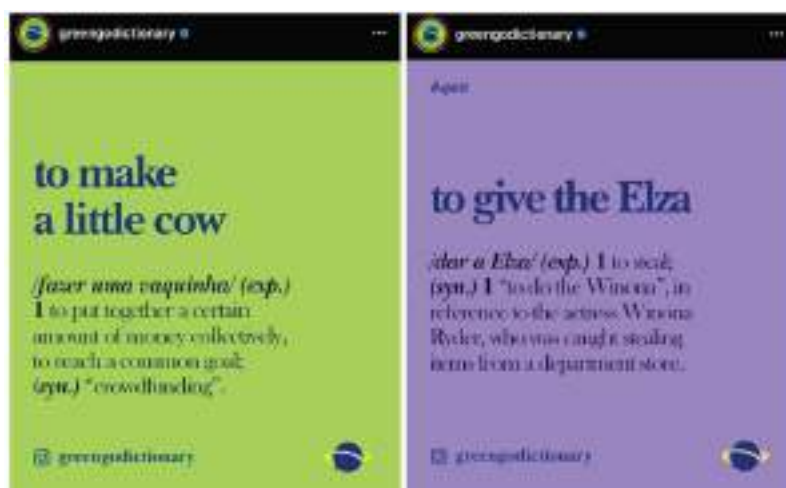 greengodictionary
to make
a little cow
/fazer uma vaquinha/ (exp.)
1 to put together a certain
amount of money collectively,
to reach a common goal;
(syn.) "crowdfunding".
greengodictionary
greengodictionary
to give the Elza
/dar a Elza/ (exp.) 1 to steal;
(syn.) 1 "to do the Winona", in
reference to the actress Winona
Ryder, who was caught stealing
items from a department store.
greengodictionary